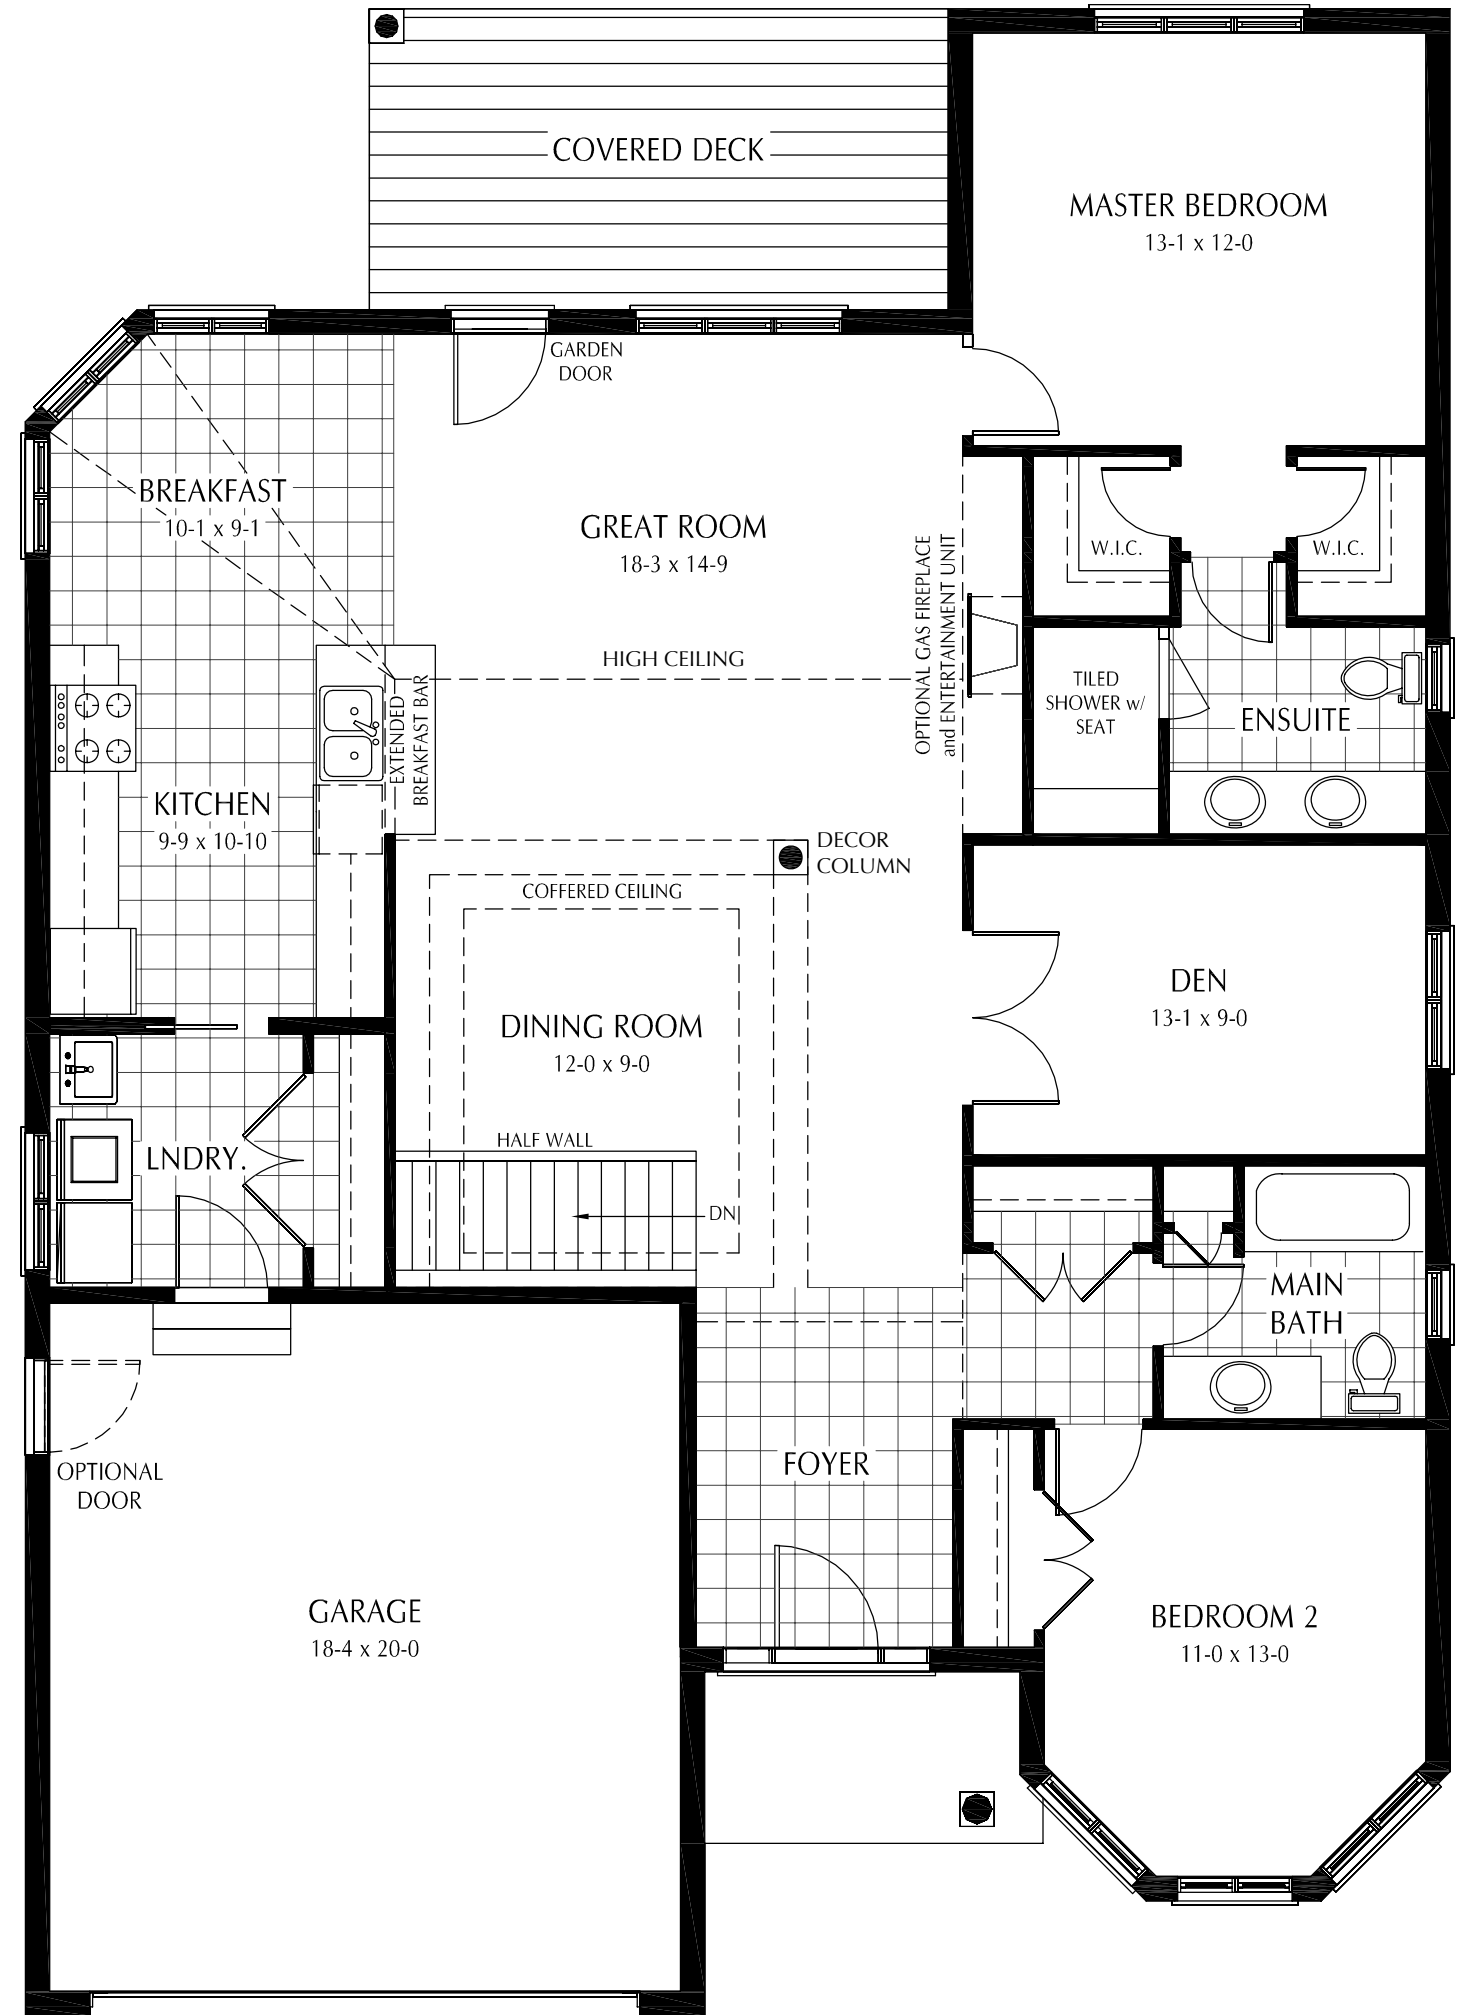 COVERED DECK
MASTER BEDROOM
13-1 x 12-0
GARDEN
DOOR
BREAKFAST
10-1 x 9-1
GREAT ROOM
18-3 x 14-9
HIGH CEILING
OPTIONAL GAS FIREPLACE
and ENTERTAINMENT UNIT
W.I.C.
W.I.C.
TILED
SHOWER w/
SEAT
ENSUITE
EXTENDED
BREAKFAST BAR
KITCHEN
9-9 x 10-10
DECOR
COLUMN
COFFERED CEILING
DINING ROOM
12-0 x 9-0
DEN
13-1 x 9-0
HALF WALL
LNDRY.
DN
MAIN
BATH
OPTIONAL
DOOR
FOYER
GARAGE
18-4 x 20-0
BEDROOM 2
11-0 x 13-0